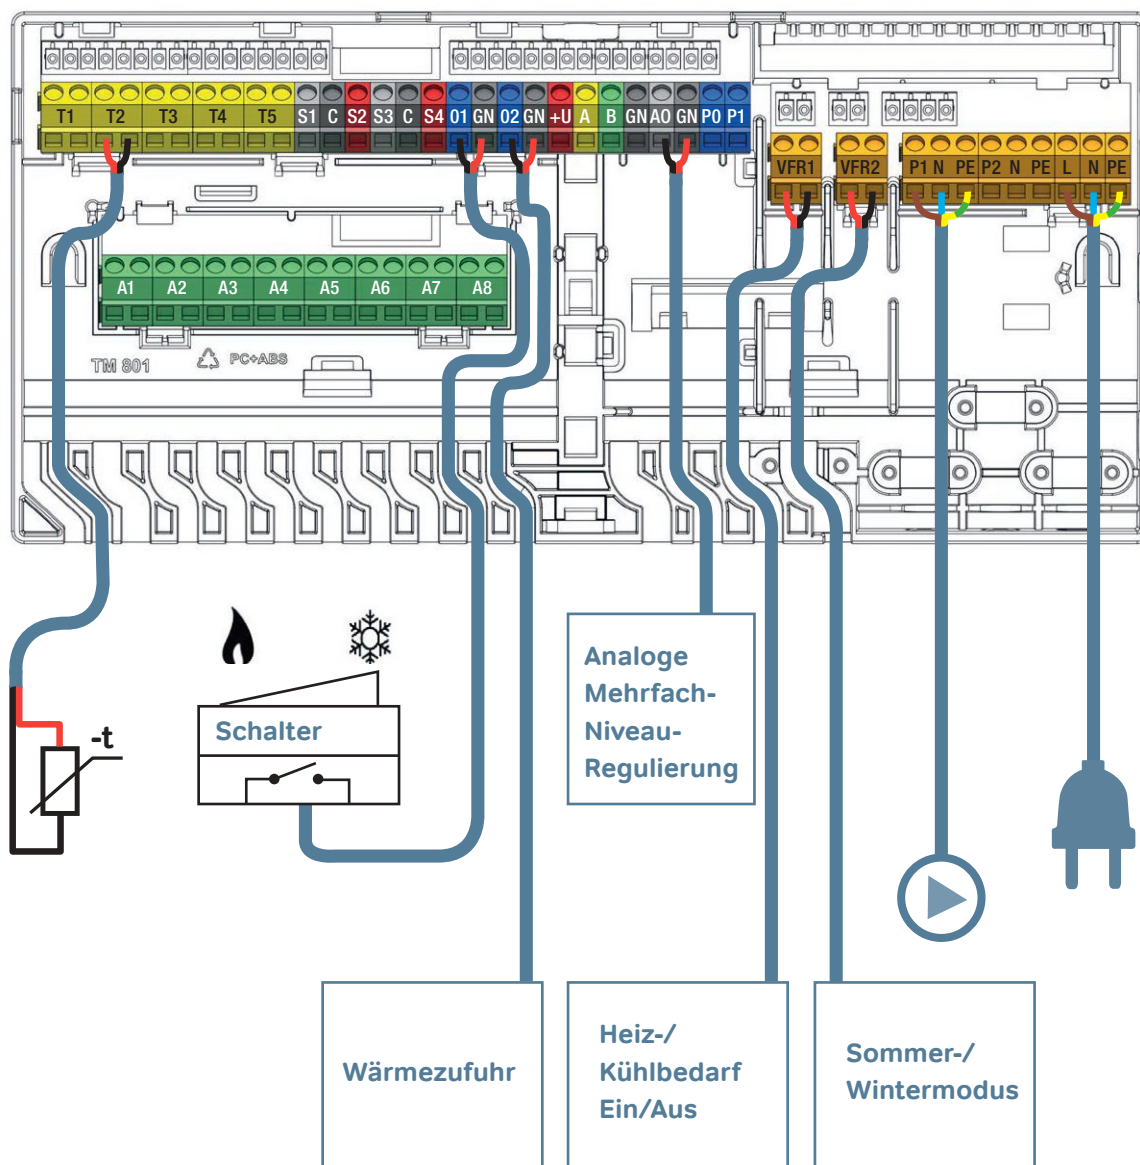 T1 T2 T3 T4 T5 S1 C S2 S3 C S4 01 GN 02 GN +U A B GN AO GN P0 P1
VFR1 VFR2 P1 N PE P2 N PE L N PE
A1 A2 A3 A4 A5 A6 A7 A8
TM 801 PC+ABS
-t
Schalter
Analoge
Mehrfach-
Niveau-
Regulierung
Wärmezufuhr
Heiz-/
Kühlbedarf
Ein/Aus
Sommer-/
Wintermodus